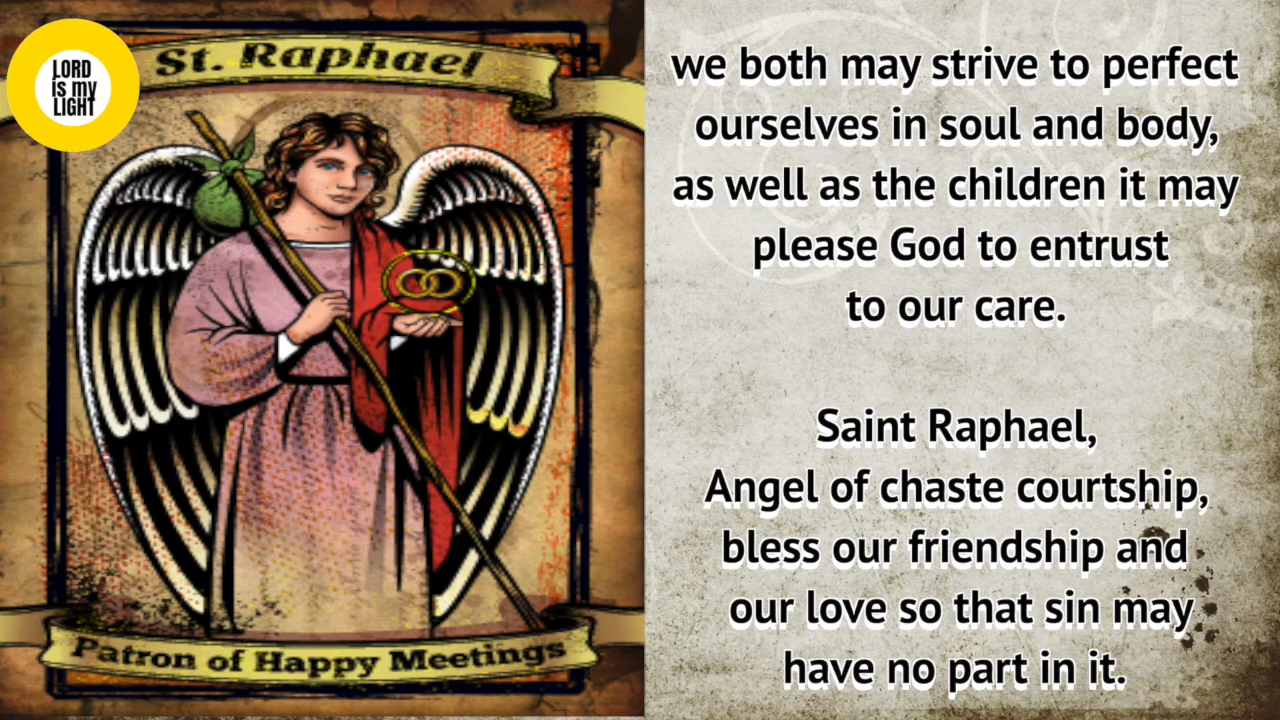 LORD
is my
LIGHT
St. Raphael
Patron of Happy Meetings
we both may strive to perfect
ourselves in soul and body,
as well as the children it may
please God to entrust
to our care.
Saint Raphael,
Angel of chaste courtship,
bless our friendship and
our love so that sin may
have no part in it.